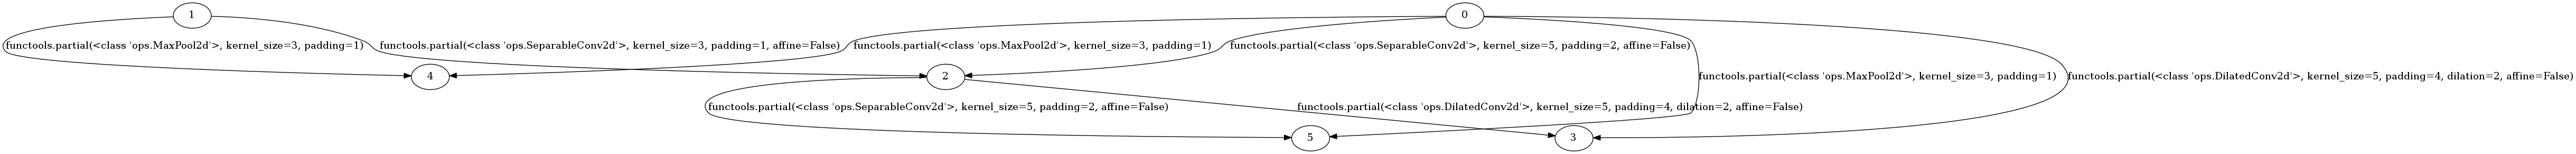 1
0
functools.partial(<class 'ops.MaxPool2d'>, kernel_size=3, padding=1)
functools.partial(<class 'ops.SeparableConv2d'>, kernel_size=3, padding=1, affine=False)
functools.partial(<class 'ops.MaxPool2d'>, kernel_size=3, padding=1)
functools.partial(<class 'ops.SeparableConv2d'>, kernel_size=5, padding=2, affine=False)
4
2
functools.partial(<class 'ops.MaxPool2d'>, kernel_size=3, padding=1)
functools.partial(<class 'ops.DilatedConv2d'>, kernel_size=5, padding=4, dilation=2, affine=False)
functools.partial(<class 'ops.SeparableConv2d'>, kernel_size=5, padding=2, affine=False)
functools.partial(<class 'ops.DilatedConv2d'>, kernel_size=5, padding=4, dilation=2, affine=False)
5
3